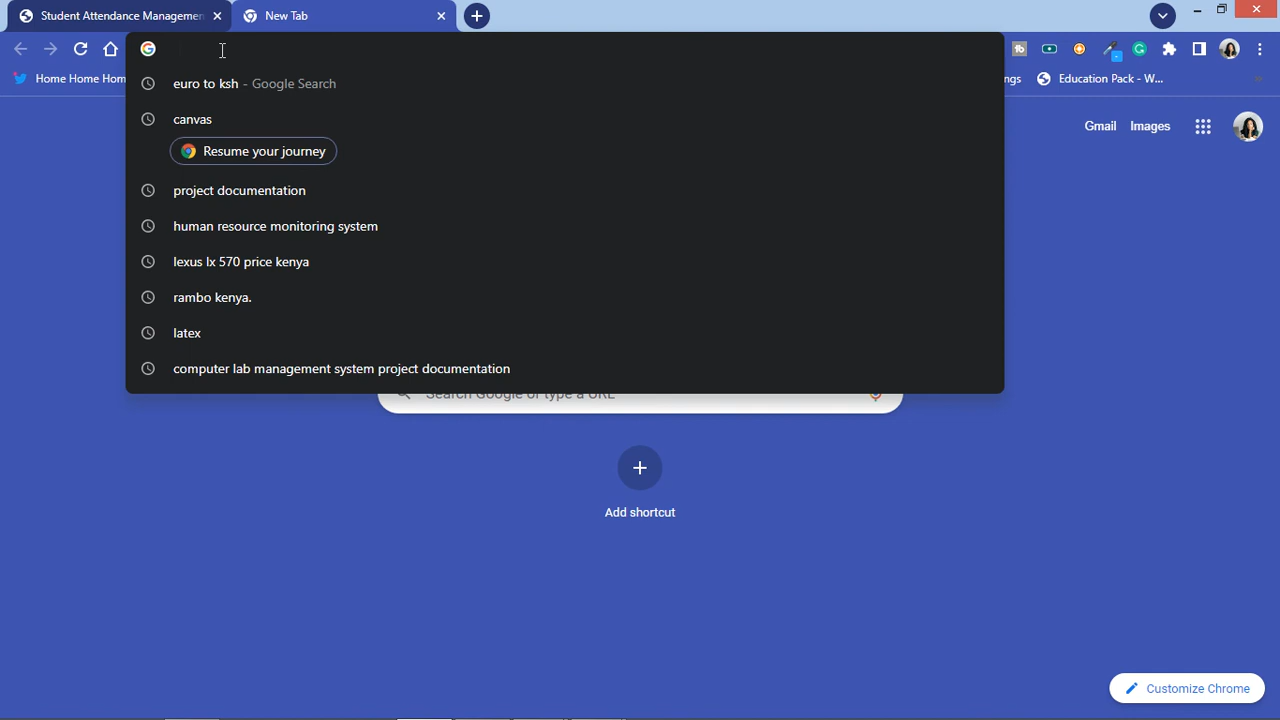 Student Attendance Managemen
New Tab
Home Home Hom
ngs
Education Pack - W...
euro to ksh - Google Search
canvas
Resume your journey
project documentation
human resource monitoring system
lexus lx 570 price kenya
rambo kenya.
latex
computer lab management system project documentation
Gmail
Images
Search Google or type a URL
Add shortcut
Customize Chrome